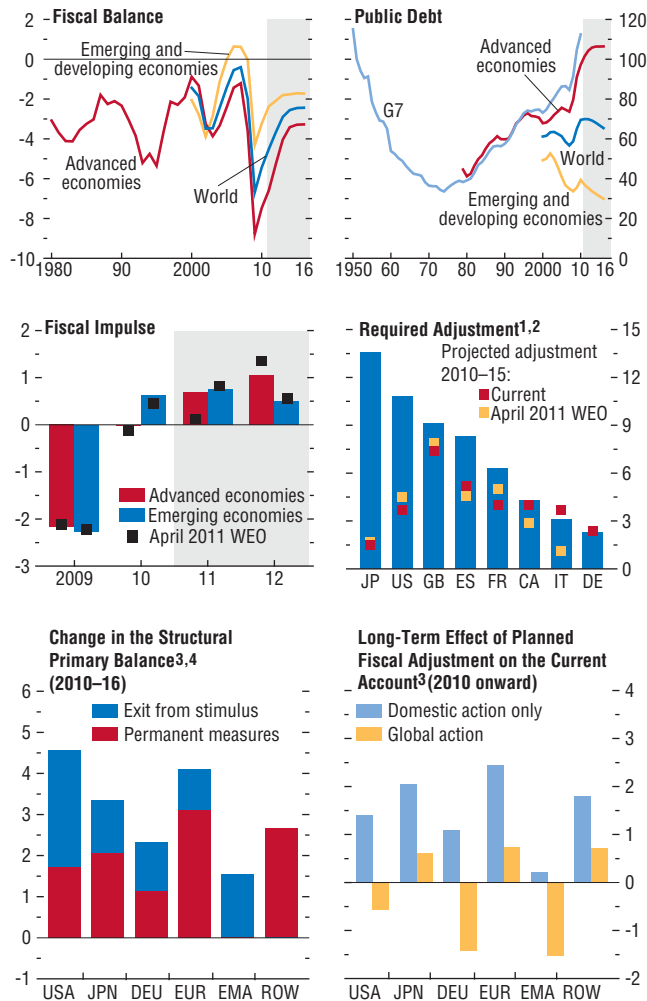 Fiscal Balance
2
0
-2
-4
-6
-8
-10
Emerging and
developing economies
Advanced
economies
World
1980 90 2000 10 16
Public Debt
120
100
80
60
40
20
0
Advanced
economies
G7
World
Emerging and
developing economies
1950 60 70 80 90 2000 10 16
Fiscal Impulse
2
1
0
-1
-2
-3
Advanced economies
Emerging economies
April 2011 WEO
2009 10 11 12
Required Adjustment1,2
15
12
9
6
3
0
Projected adjustment
2010–15:
Current
April 2011 WEO
JP US GB ES FR CA IT DE
Change in the Structural
Primary Balance3,4
(2010–16)
6
5
4
3
2
1
0
-1
Exit from stimulus
Permanent measures
USA JPN DEU EUR EMA ROW
Long-Term Effect of Planned
Fiscal Adjustment on the Current
Account3 (2010 onward)
4
3
2
1
0
-1
-2
Domestic action only
Global action
USA JPN DEU EUR EMA ROW